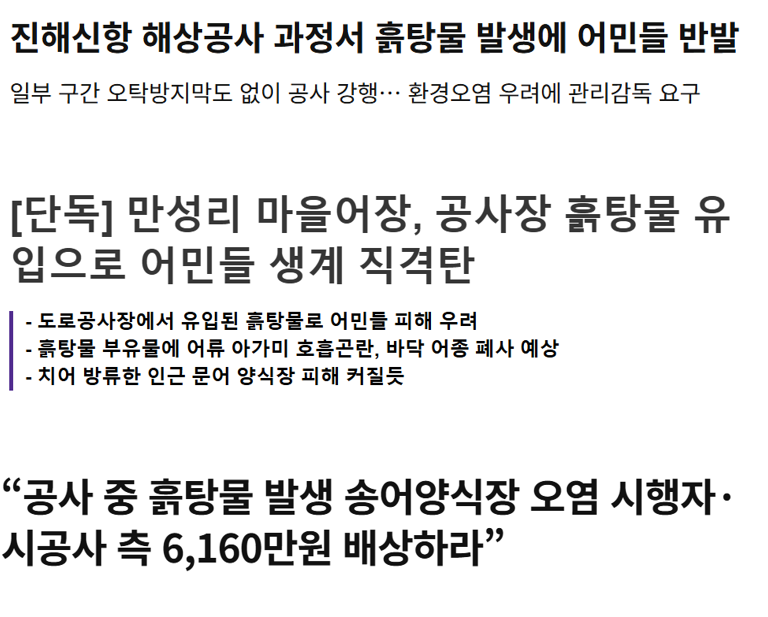 진해신항 해상공사 과정서 흙탕물 발생에 어민들 반발
일부 구간 오탁방지막도 없이 공사 강행… 환경오염 우려에 관리감독 요구
[단독] 만성리 마을어장, 공사장 흙탕물 유
입으로 어민들 생계 직격탄
- 도로공사장에서 유입된 흙탕물로 어민들 피해 우려
- 흙탕물 부유물에 어류 아가미 호흡곤란, 바닷 어종 폐사 예상
- 치어 방류한 인근 문어 양식장 피해 커질듯
“공사 중 흙탕물 발생 송어양식장 오염 시행자·
시공사 측 6,160만원 배상하라”